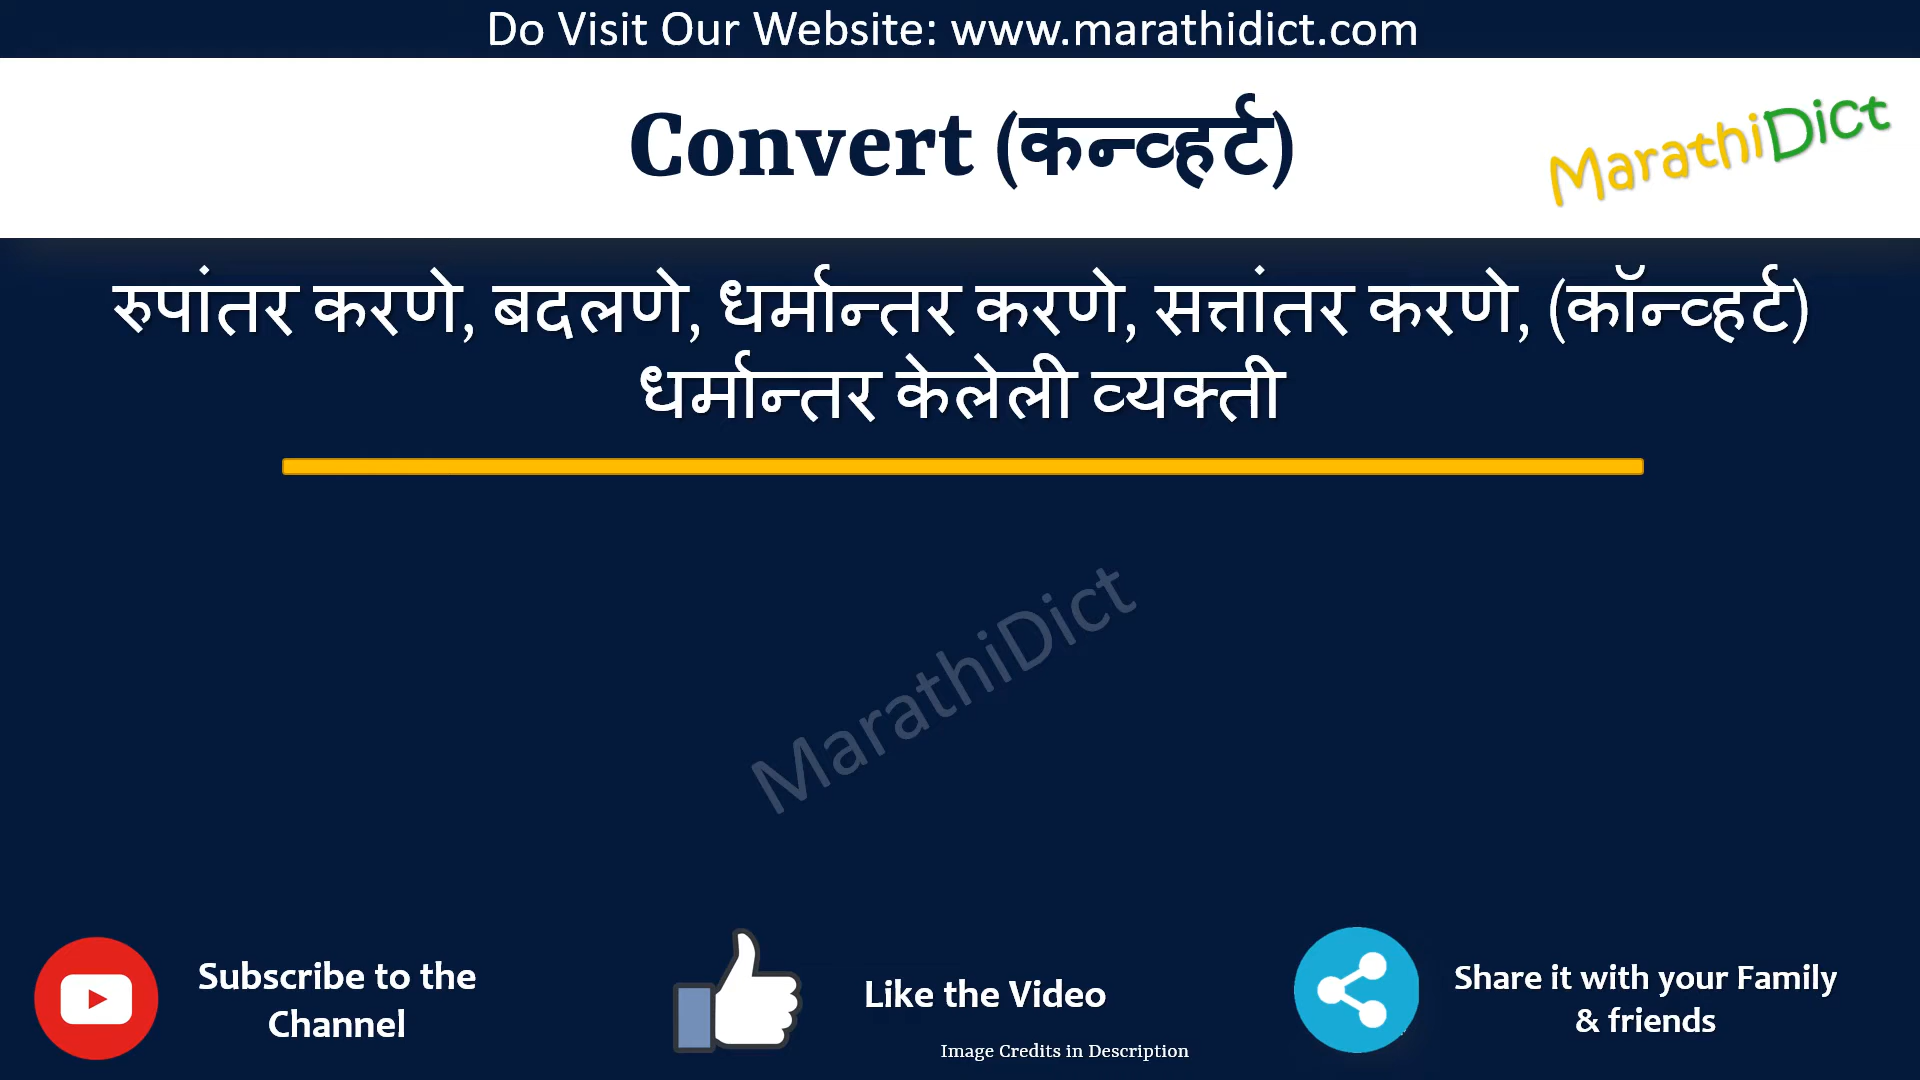 Do Visit Our Website: www.marathidict.com
Convert (कन्व्हर्ट)
MarathiDict
रुपांतर करणे, बदलणे, धर्मान्तर करणे, सत्तांतर करणे, (कॉन्व्हर्ट)
धर्मान्तर केलेली व्यक्ती
MarathiDict
Subscribe to the
Channel
Like the Video
Share it with your Family
& friends
Image Credits in Description